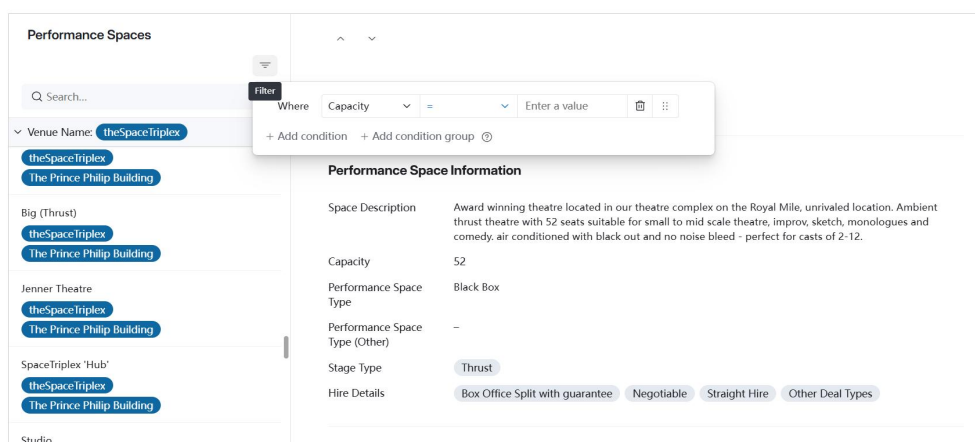 Performance Spaces
Filter
Search...
Where Capacity = Enter a value
+ Add condition + Add condition group
Venue Name: theSpaceTriplex
theSpaceTriplex
The Prince Philip Building
Big (Thrust)
theSpaceTriplex
The Prince Philip Building
Jenner Theatre
theSpaceTriplex
The Prince Philip Building
SpaceTriplex 'Hub'
theSpaceTriplex
The Prince Philip Building
Studio
Performance Space Information
Space Description Award winning theatre located in our theatre complex on the Royal Mile, unrivaled location. Ambient
thrust theatre with 52 seats suitable for small to mid scale theatre, improv, sketch, monologues and
comedy. air conditioned with black out and no noise bleed - perfect for casts of 2-12.
Capacity 52
Performance Space Black Box
Type
Performance Space –
Type (Other)
Stage Type Thrust
Hire Details Box Office Split with guarantee Negotiable Straight Hire Other Deal Types